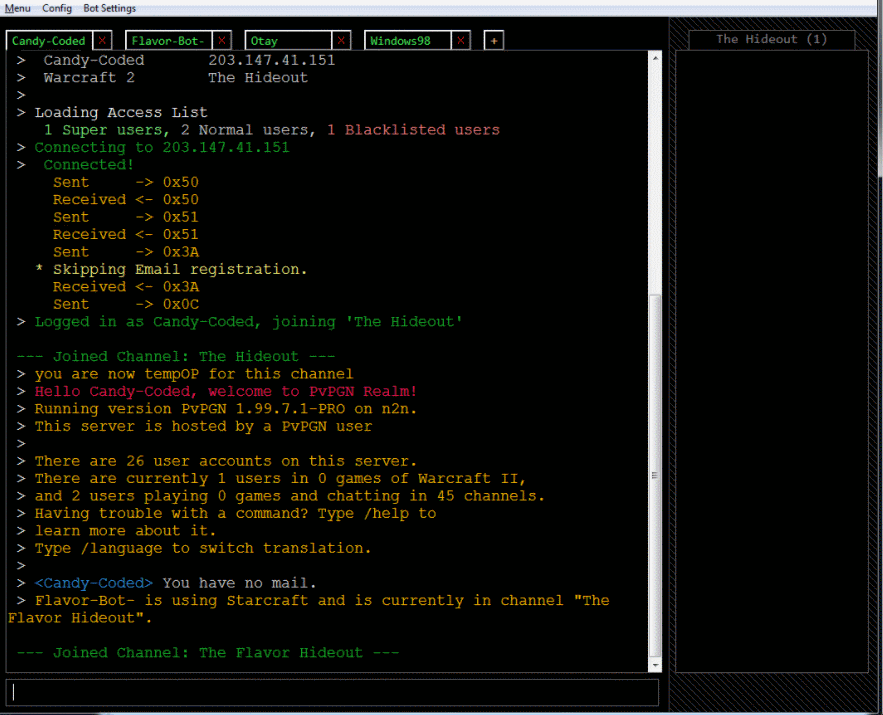 Menu Config Bot Settings
Candy-Coded X Flavor-Bot- X Otay X Windows98 X +
The Hideout (1)
> Candy-Coded 203.147.41.151
> Warcraft 2 The Hideout
>
> Loading Access List
1 Super users, 2 Normal users, 1 Blacklisted users
> Connecting to 203.147.41.151
> Connected!
Sent -> 0x50
Received <- 0x50
Sent -> 0x51
Received <- 0x51
Sent -> 0x3A
* Skipping Email registration.
Received <- 0x3A
Sent -> 0x0C
> Logged in as Candy-Coded, joining 'The Hideout'
--- Joined Channel: The Hideout ---
> you are now tempOP for this channel
> Hello Candy-Coded, welcome to PvPGN Realm!
> Running version PvPGN 1.99.7.1-PRO on n2n.
> This server is hosted by a PvPGN user
>
> There are 26 user accounts on this server.
> There are currently 1 users in 0 games of Warcraft II,
> and 2 users playing 0 games and chatting in 45 channels.
> Having trouble with a command? Type /help to
> learn more about it.
> Type /language to switch translation.
>
> <Candy-Coded> You have no mail.
> Flavor-Bot- is using Starcraft and is currently in channel "The
Flavor Hideout".
--- Joined Channel: The Flavor Hideout ---